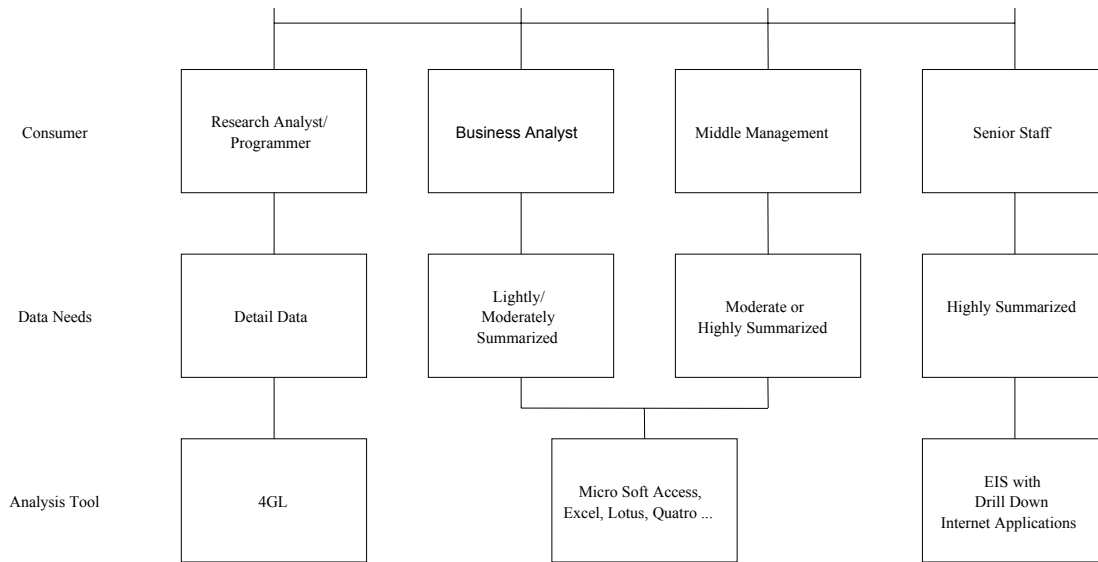 Consumer
Research Analyst/
Programmer
Business Analyst
Middle Management
Senior Staff
Data Needs
Detail Data
Lightly/
Moderately
Summarized
Moderate or
Highly Summarized
Highly Summarized
Analysis Tool
4GL
Micro Soft Access,
Excel, Lotus, Quatro ...
EIS with
Drill Down
Internet Applications